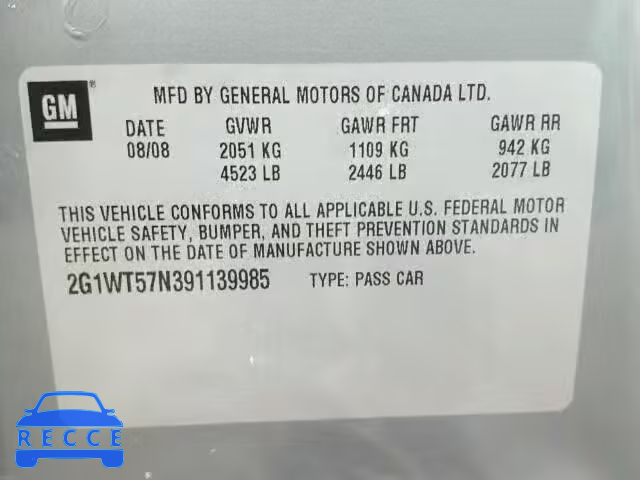 GM
MFD BY GENERAL MOTORS OF CANADA LTD.
DATE GVWR GAWR FRT GAWR RR
08/08 2051 KG 1109 KG 942 KG
4523 LB 2446 LB 2077 LB
THIS VEHICLE CONFORMS TO ALL APPLICABLE U.S. FEDERAL MOTOR
VEHICLE SAFETY, BUMPER, AND THEFT PREVENTION STANDARDS IN
EFFECT ON THE DATE OF MANUFACTURE SHOWN ABOVE.
2G1WT57N391139985 TYPE: PASS CAR
RECCE